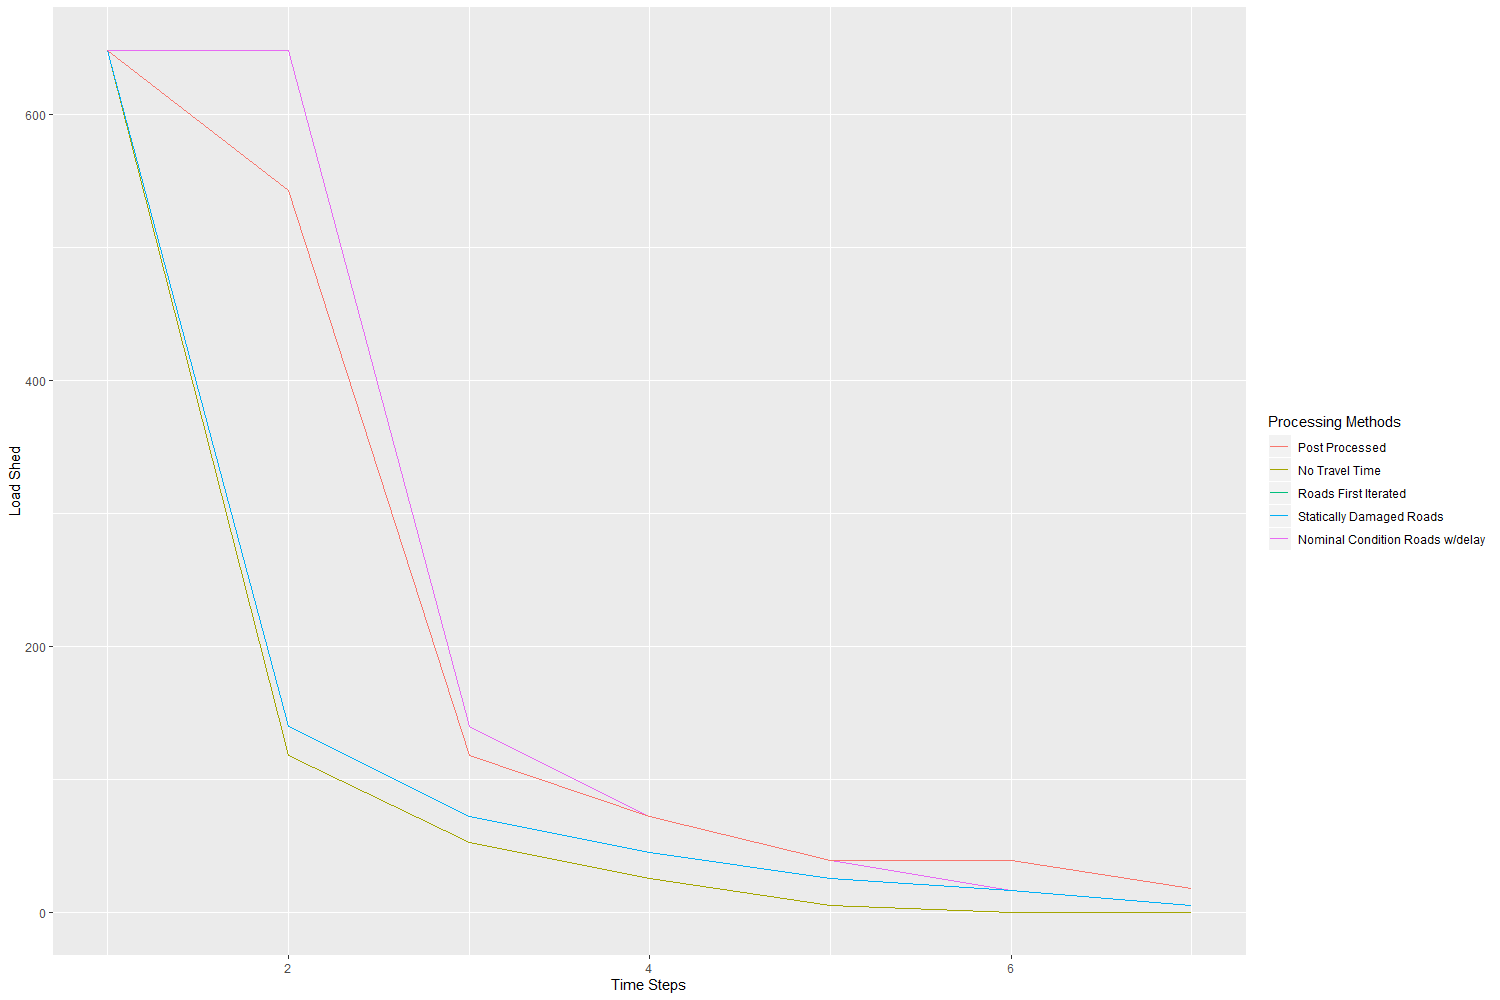 600
400
200
0
Load Shed
2
4
6
Time Steps
Processing Methods
Post Processed
No Travel Time
Roads First Iterated
Statically Damaged Roads
Nominal Condition Roads w/delay